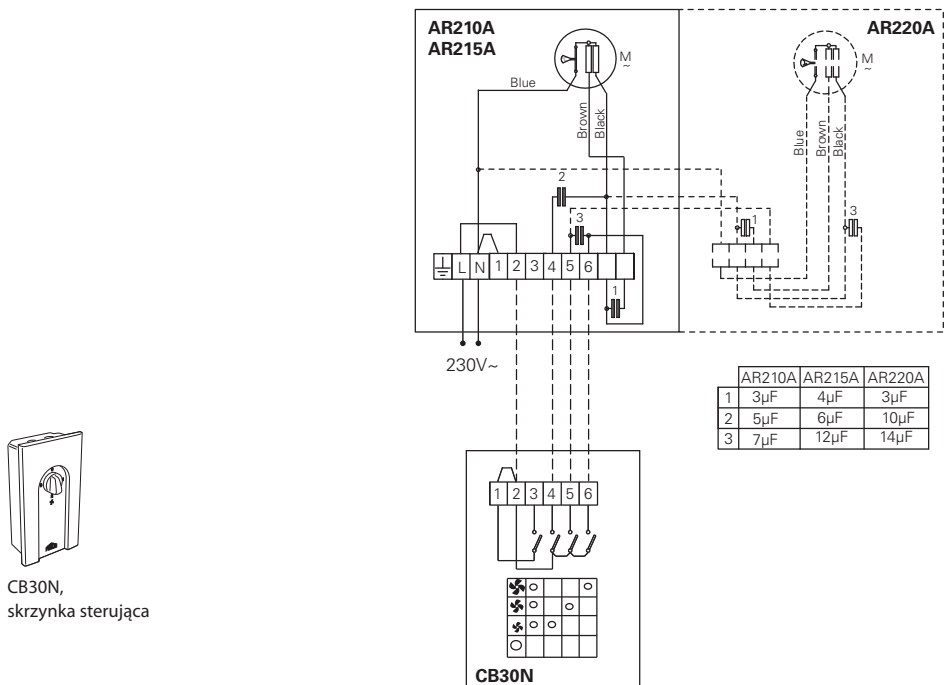 AR210A
AR215A
AR220A
M
~
M
~
Blue
Brown
Black
Blue
Brown
Black
2
3
1
3
L N 1 2 3 4 5 6
1
230V~
AR210A AR215A AR220A
1 3µF 4µF 3µF
2 5µF 6µF 10µF
3 7µF 12µF 14µF
1 2 3 4 5 6
CB30N
CB30N,
skrzynka sterująca